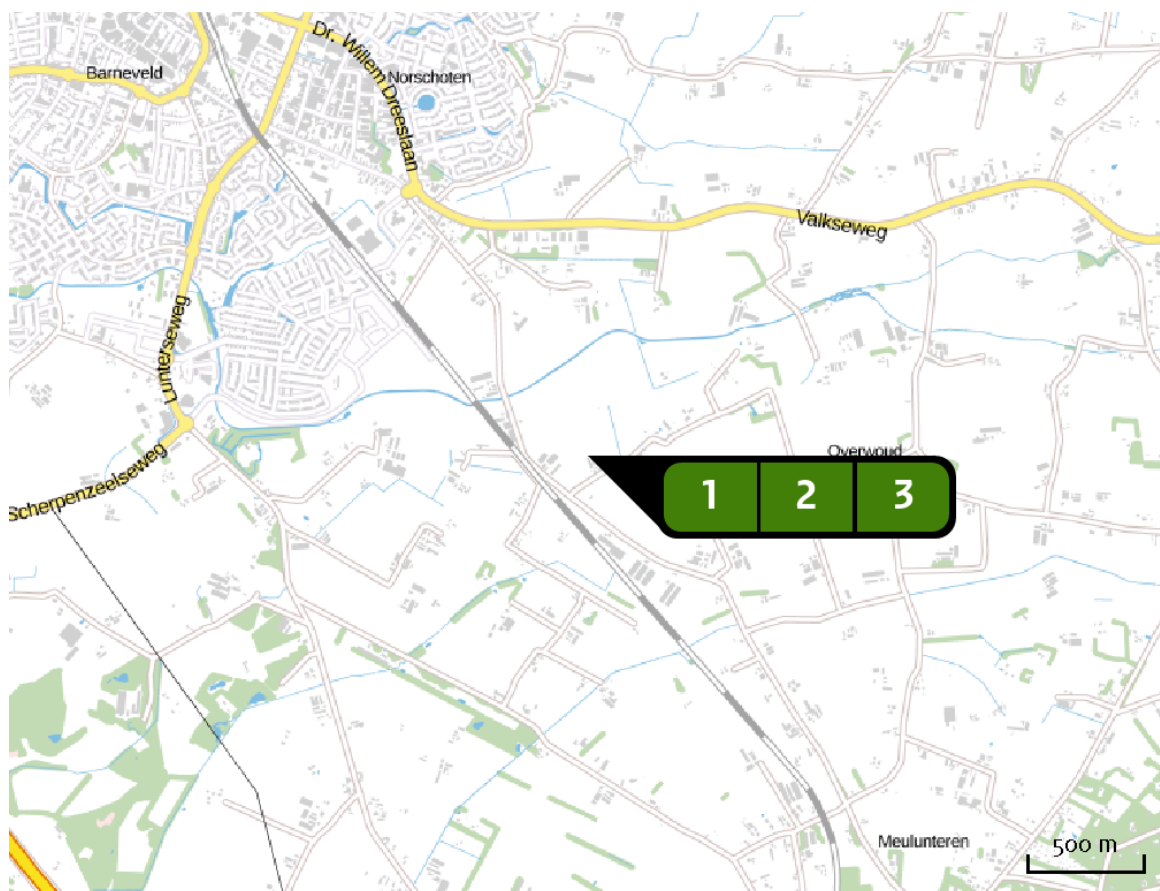 Dr. Willem Dreeslaan
Barneveld
Norschoten
Valkseweg
Lunterseweg
Overwoud
scherpenzeelseweg
1 2 3
Meulunteren
500 m